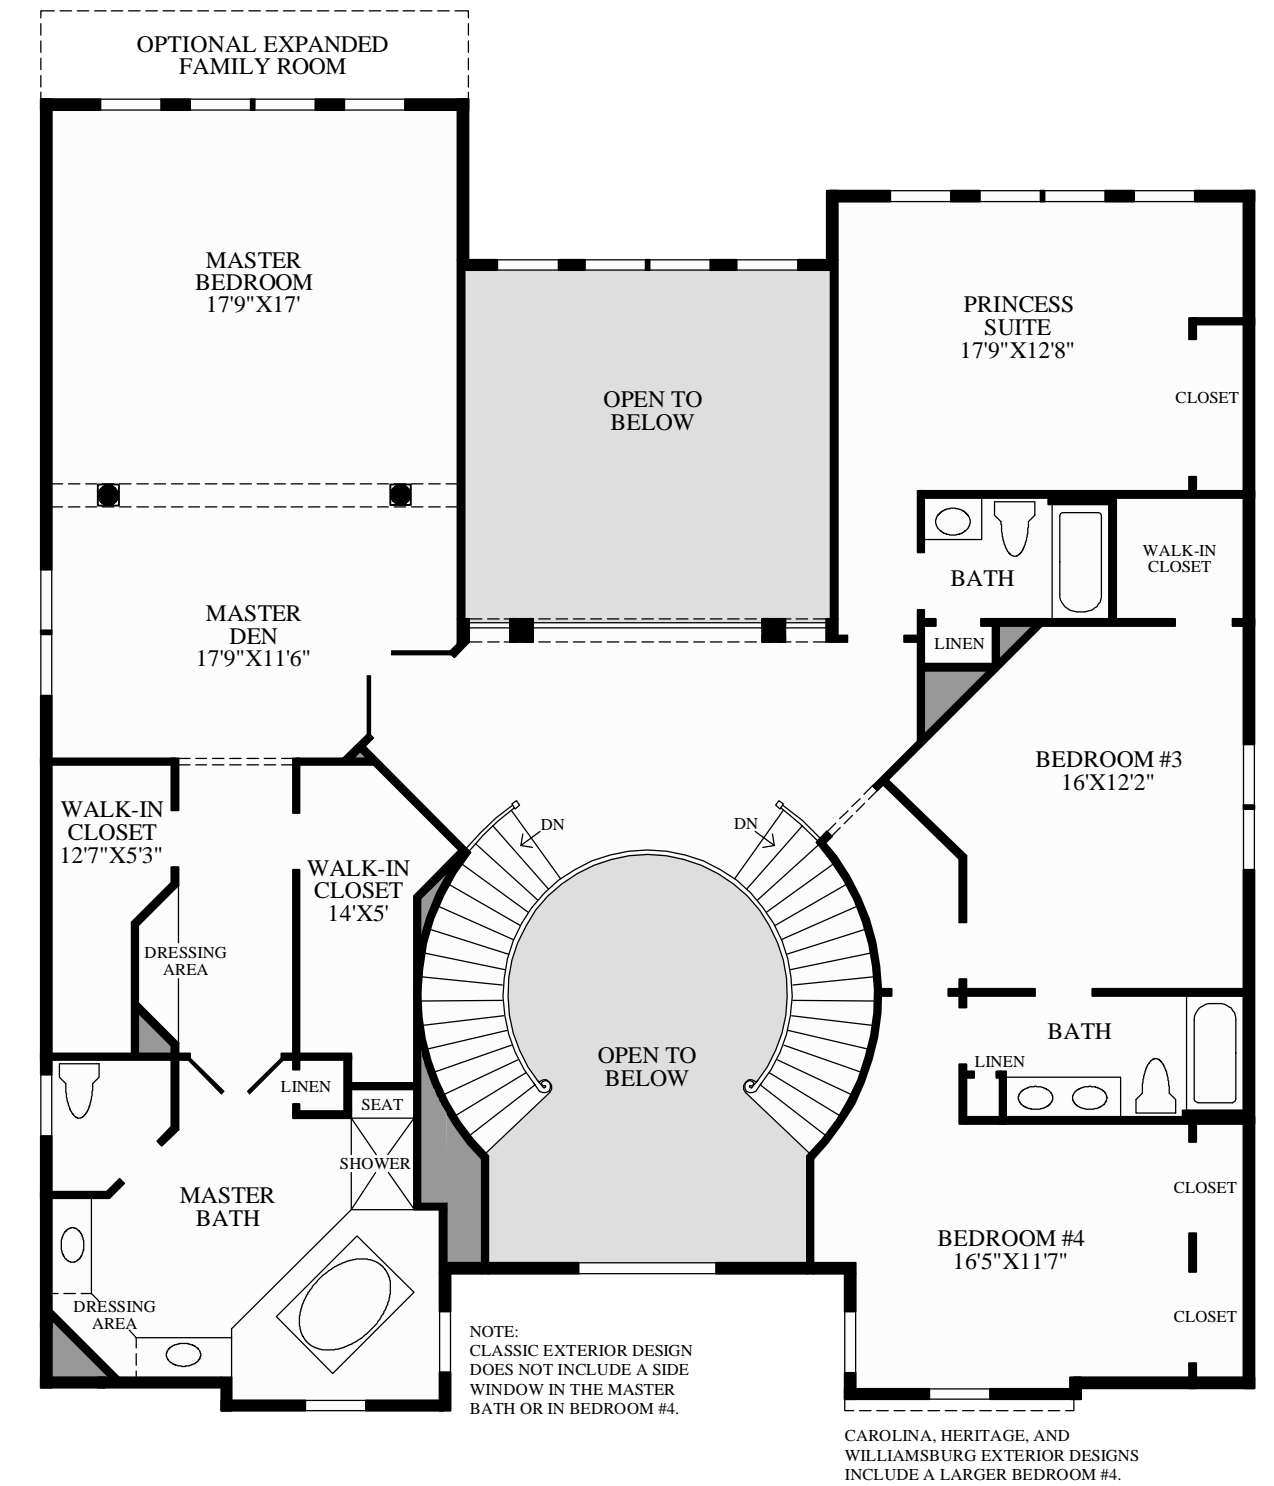 OPTIONAL EXPANDED
FAMILY ROOM
MASTER
BEDROOM
17'9"X17'
PRINCESS
SUITE
17'9"X12'8"
CLOSET
OPEN TO
BELOW
WALK-IN
CLOSET
BATH
LINEN
MASTER
DEN
17'9"X11'6"
BEDROOM #3
16'X12'2"
WALK-IN
CLOSET
12'7"X5'3"
DN
DN
WALK-IN
CLOSET
14'X5'
DRESSING
AREA
OPEN TO
BELOW
BATH
LINEN
LINEN
SEAT
SHOWER
MASTER
BATH
CLOSET
BEDROOM #4
16'5"X11'7"
CLOSET
DRESSING
AREA
NOTE:
CLASSIC EXTERIOR DESIGN
DOES NOT INCLUDE A SIDE
WINDOW IN THE MASTER
BATH OR IN BEDROOM #4.
CAROLINA, HERITAGE, AND
WILLIAMSBURG EXTERIOR DESIGNS
INCLUDE A LARGER BEDROOM #4.